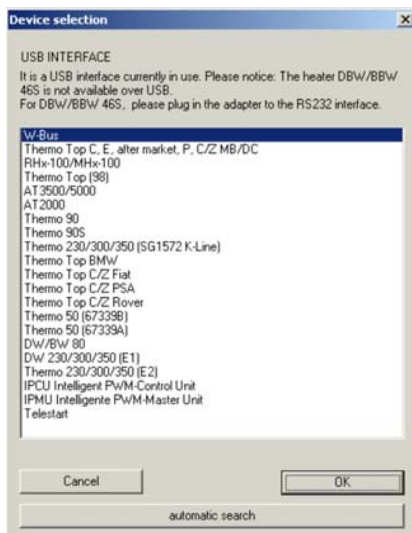 Device selection
USB INTERFACE
It is a USB interface currently in use. Please notice: The heater DBW/BBW
46S is not available over USB.
For DBW/BBW 46S, please plug in the adapter to the RS232 interface.
W-Bus
Thermo Top C, E, after market, P, C/Z MB/DC
RHx-100/MHx-100
Thermo Top (98)
AT3500/5000
AT2000
Thermo 90
Thermo 90S
Thermo 230/300/350 (SG1572 K-Line)
Thermo Top BMW
Thermo Top C/Z Fiat
Thermo Top C/Z PSA
Thermo Top C/Z Rover
Thermo 50 (67339B)
Thermo 50 (67339A)
DW/BW 80
DW 230/300/350 (E1)
Thermo 230/300/350 (E2)
IPCU Intelligent PWM-Control Unit
IPMU Intelligente PWM-Master Unit
Telestart
Cancel
OK
automatic search